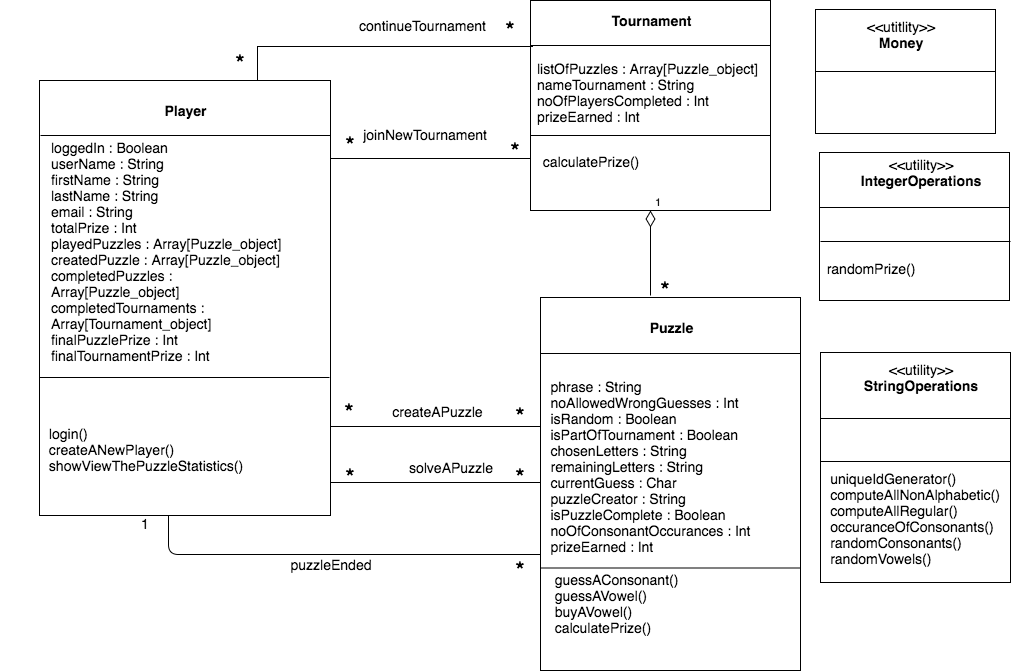 continueTournament *
*
Tournament
listOfPuzzles : Array[Puzzle_object]
nameTournament : String
noOfPlayersCompleted : Int
prizeEarned : Int
calculatePrize()
1
<<utitlity>>
Money
Player
loggedIn : Boolean
userName : String
firstName : String
lastName : String
email : String
totalPrize : Int
playedPuzzles : Array[Puzzle_object]
createdPuzzle : Array[Puzzle_object]
completedPuzzles :
Array[Puzzle_object]
completedTournaments :
Array[Tournament_object]
finalPuzzlePrize : Int
finalTournamentPrize : Int
login()
createANewPlayer()
showViewThePuzzleStatistics()
* joinNewTournament *
<<utility>>
IntegerOperations
randomPrize()
*
Puzzle
phrase : String
noAllowedWrongGuesses : Int
isRandom : Boolean
isPartOfTournament : Boolean
chosenLetters : String
remainingLetters : String
currentGuess : Char
puzzleCreator : String
isPuzzleComplete : Boolean
noOfConsonantOccurances : Int
prizeEarned : Int
guessAConsonant()
guessAVowel()
buyAVowel()
calculatePrize()
* createAPuzzle *
* solveAPuzzle *
1
puzzleEnded *
<<utility>>
StringOperations
uniqueIdGenerator()
computeAllNonAlphabetic()
computeAllRegular()
occuranceOfConsonants()
randomConsonants()
randomVowels()